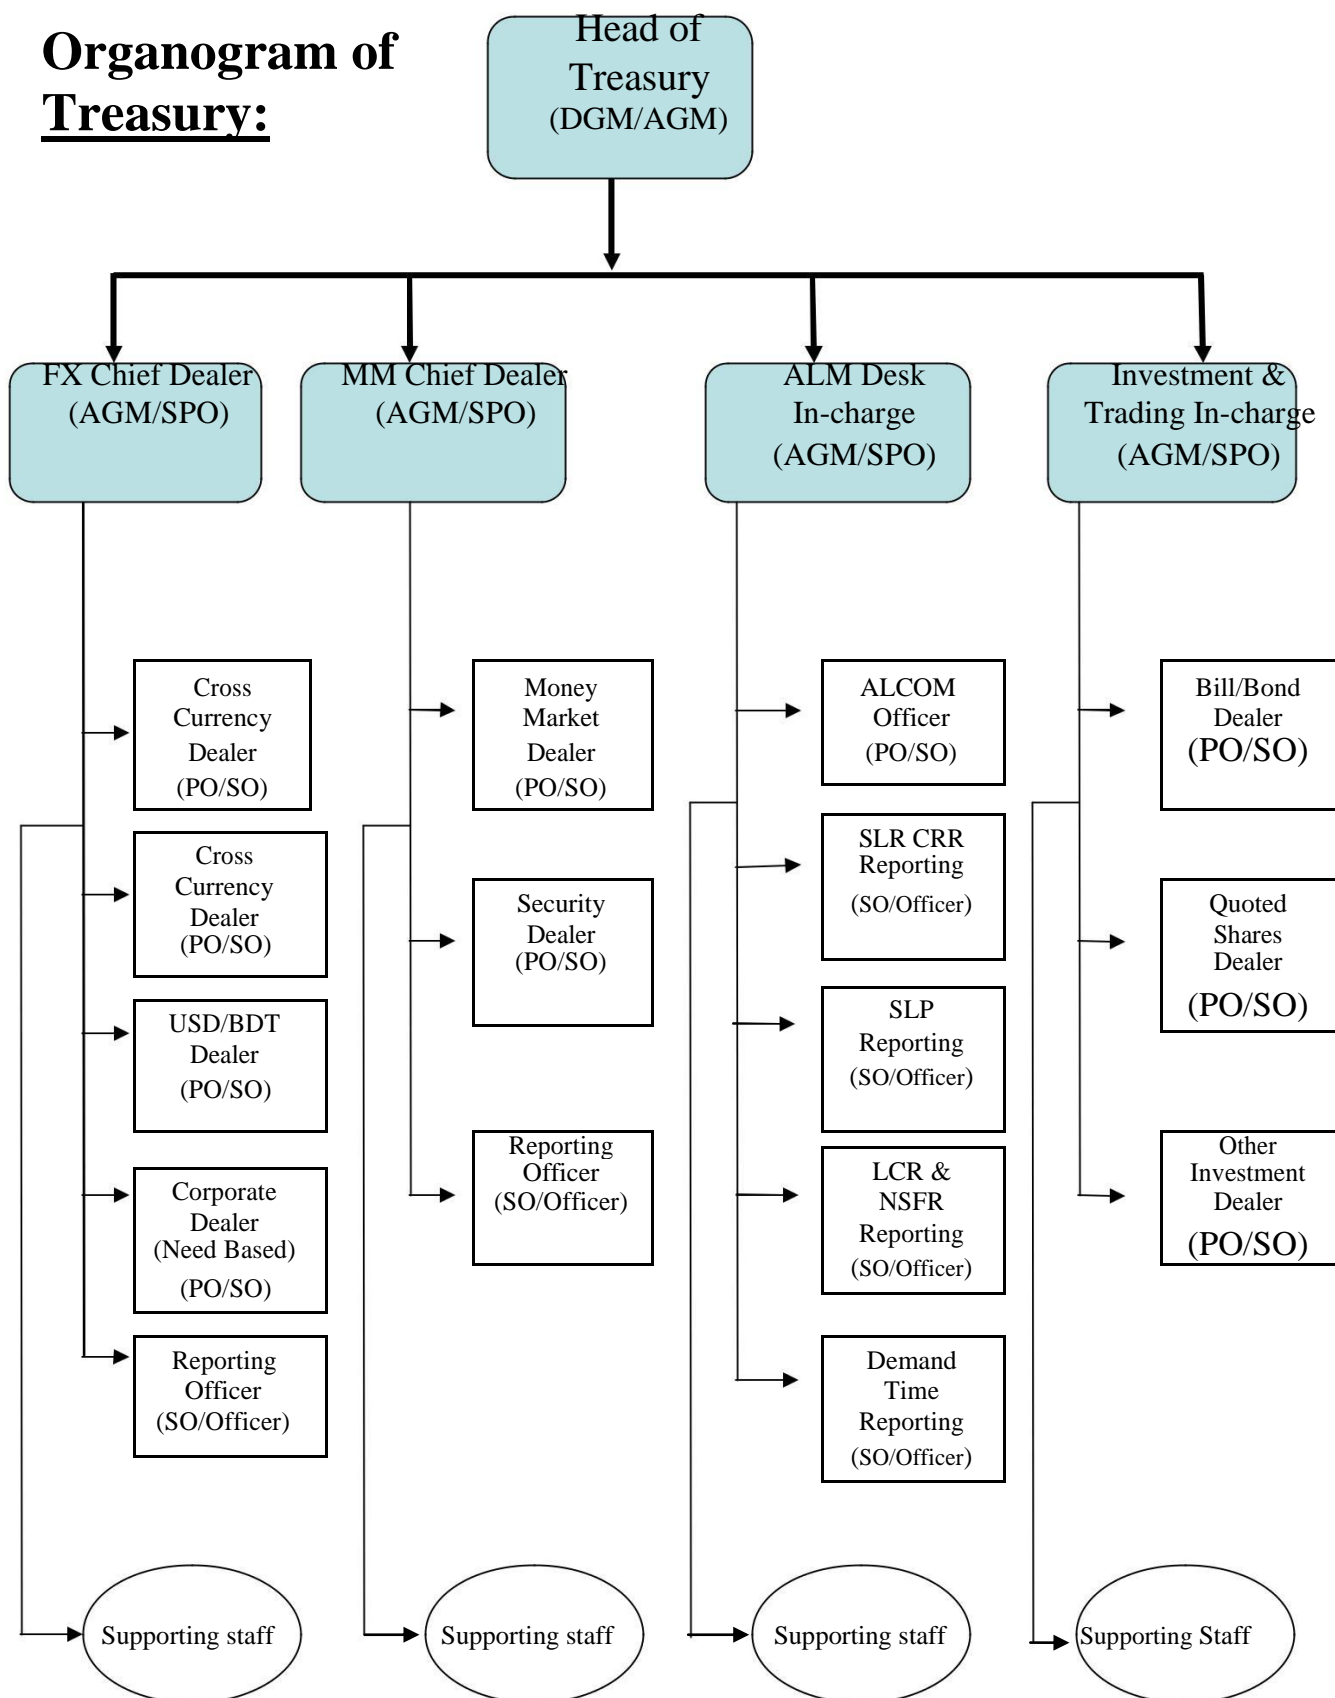 Organogram of
Treasury:
Head of
Treasury
(DGM/AGM)
FX Chief Dealer
(AGM/SPO)
MM Chief Dealer
(AGM/SPO)
ALM Desk
In-charge
(AGM/SPO)
Investment &
Trading In-charge
(AGM/SPO)
Cross
Currency
Dealer
(PO/SO)
Cross
Currency
Dealer
(PO/SO)
USD/BDT
Dealer
(PO/SO)
Corporate
Dealer
(Need Based)
(PO/SO)
Reporting
Officer
(SO/Officer)
Money
Market
Dealer
(PO/SO)
Security
Dealer
(PO/SO)
Reporting
Officer
(SO/Officer)
ALCOM
Officer
(PO/SO)
SLR CRR
Reporting
(SO/Officer)
SLP
Reporting
(SO/Officer)
LCR &
NSFR
Reporting
(SO/Officer)
Demand
Time
Reporting
(SO/Officer)
Bill/Bond
Dealer
(PO/SO)
Quoted
Shares
Dealer
(PO/SO)
Other
Investment
Dealer
(PO/SO)
Supporting staff
Supporting staff
Supporting staff
Supporting Staff